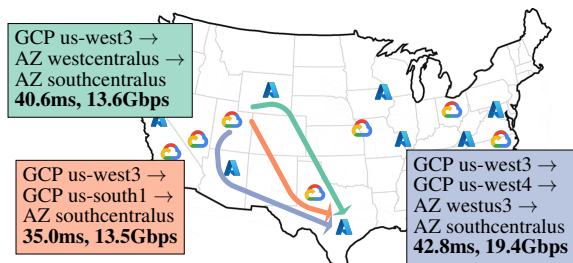 GCP us-west3 →
AZ westcentralus →
AZ southcentralus
40.6ms, 13.6Gbps
GCP us-west3 →
GCP us-south1 →
AZ southcentralus
35.0ms, 13.5Gbps
GCP us-west3 →
GCP us-west4 →
AZ westus3 →
AZ southcentralus
42.8ms, 19.4Gbps